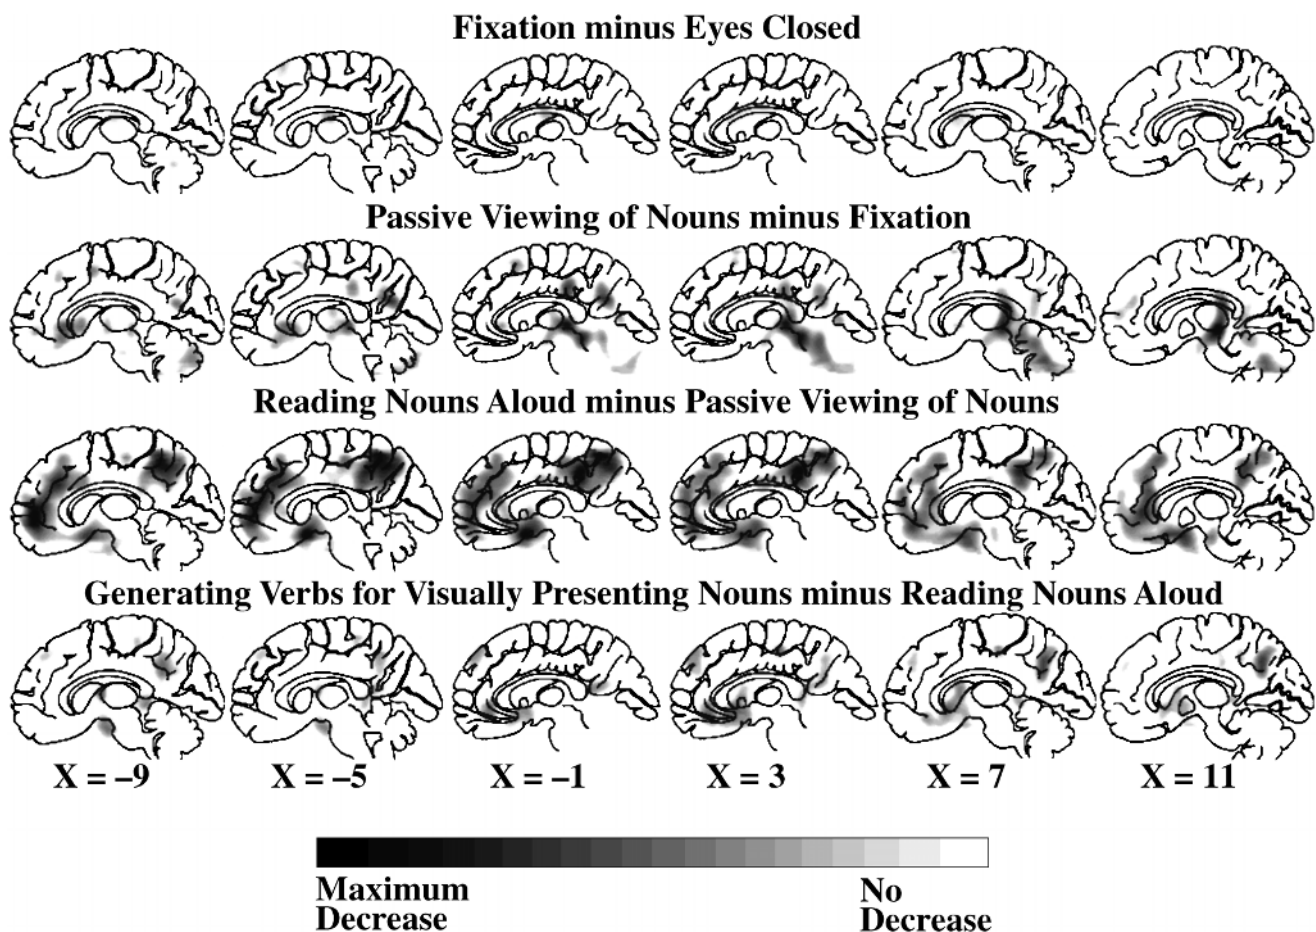 Fixation minus Eyes Closed
Passive Viewing of Nouns minus Fixation
Reading Nouns Aloud minus Passive Viewing of Nouns
Generating Verbs for Visually Presenting Nouns minus Reading Nouns Aloud
X = –9 X = –5 X = –1 X = 3 X = 7 X = 11
Maximum No
Decrease Decrease